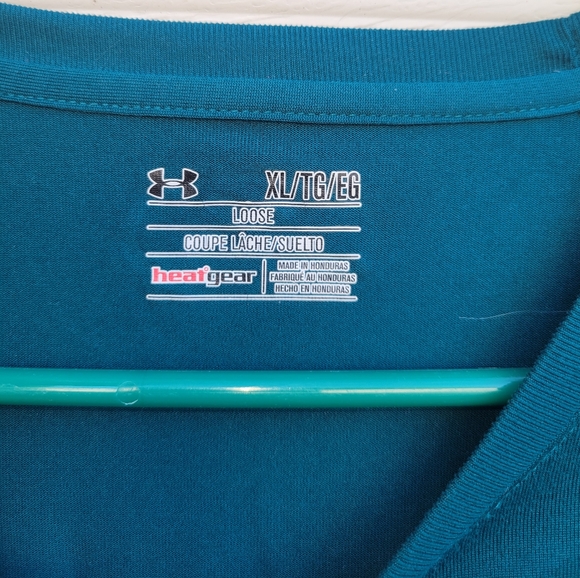 XL/TG/EG
LOOSE
COUPE LÂCHE/SUELTO
heatgear
MADE IN HONDURAS
FABRIQUÉ AU HONDURAS
HECHO EN HONDURAS